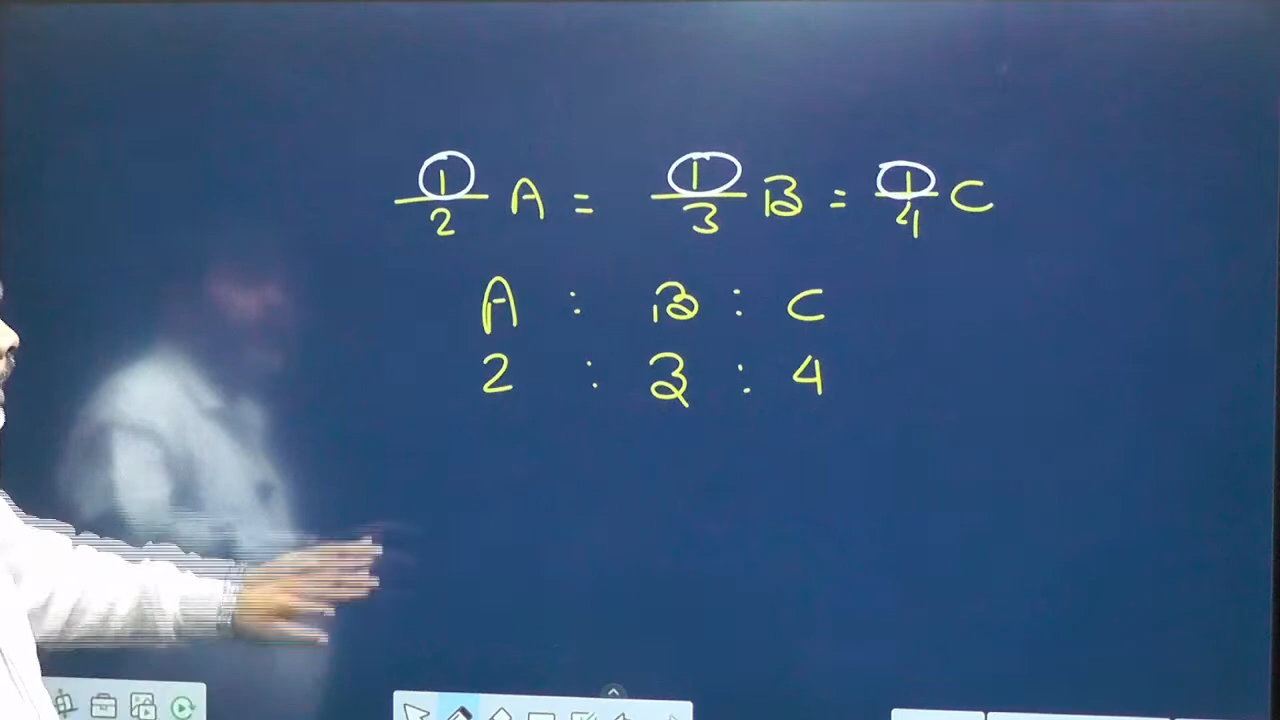 1/2 A = 1/3 B = 1/4 C
A : B : C
2 : 3 : 4